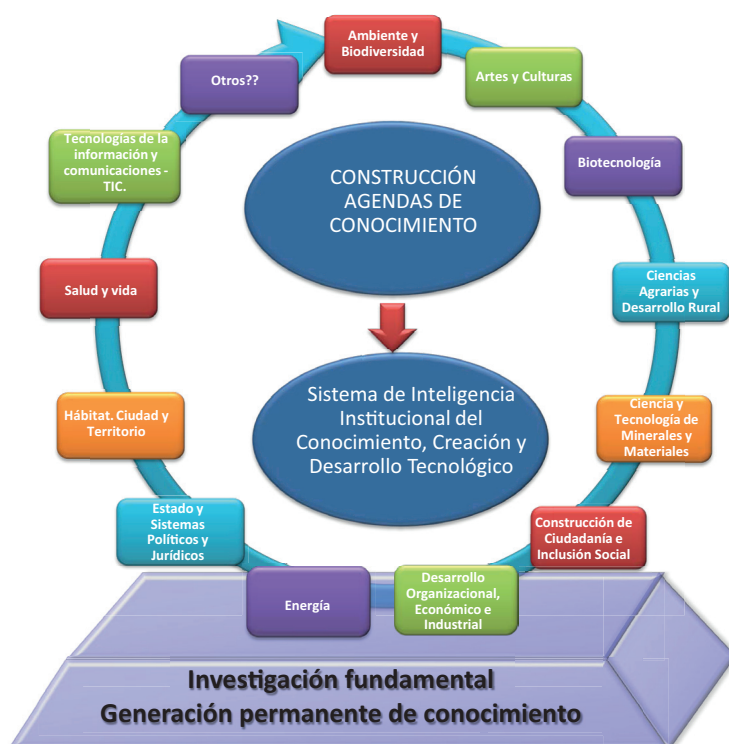 Ambiente y
Biodiversidad
Artes y Culturas
Biotecnología
Ciencias
Agrarias y
Desarrollo Rural
Ciencia y
Tecnología de
Minerales y
Materiales
Construcción de
Ciudadanía e
Inclusión Social
Desarrollo
Organizacional,
Económico e
Industrial
Energía
Estado y
Sistemas
Políticos y
Jurídicos
Hábitat. Ciudad y
Territorio
Salud y vida
Tecnologías de la
información y
comunicaciones -
TIC.
Otros??
CONSTRUCCIÓN
AGENDAS DE
CONOCIMIENTO
Sistema de Inteligencia
Institucional del
Conocimiento, Creación y
Desarrollo Tecnológico
Investigación fundamental
Generación permanente de conocimiento